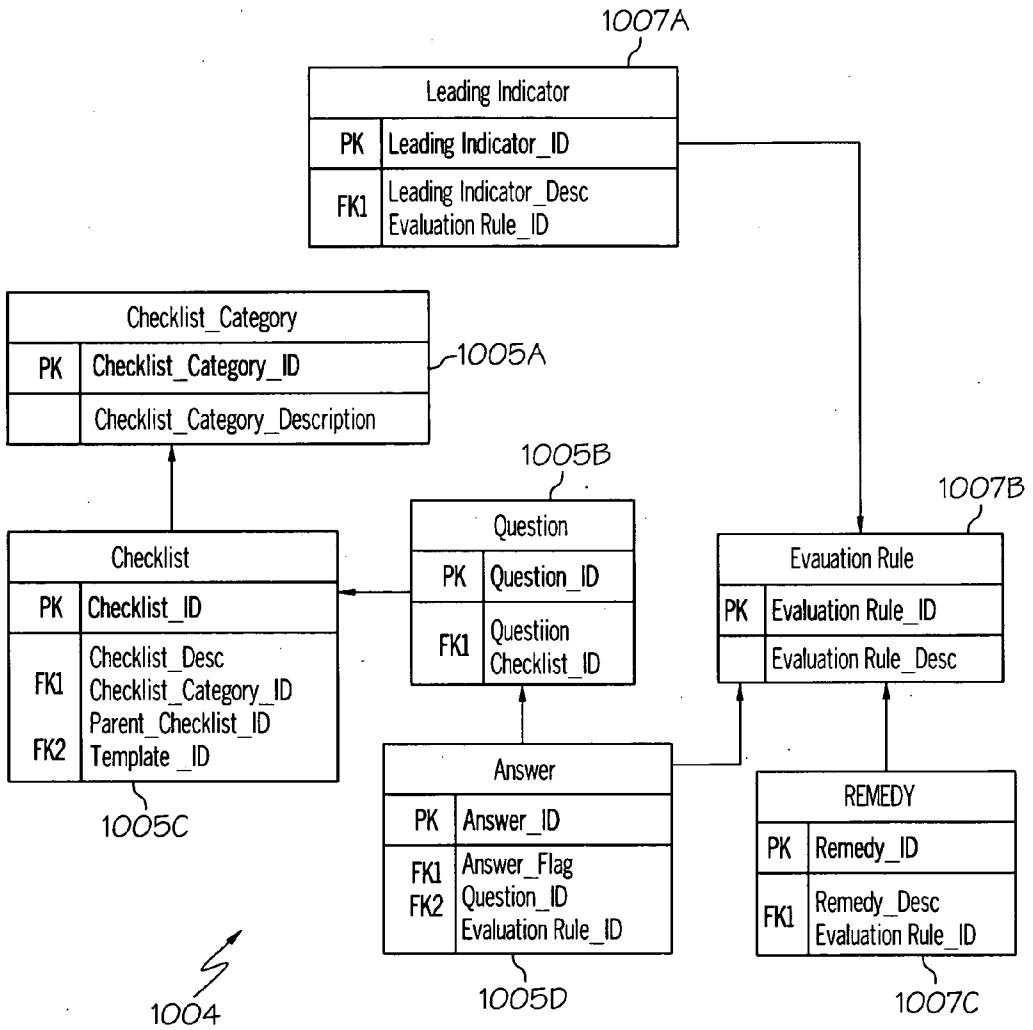 1007A
Leading Indicator
PK Leading Indicator_ID
Leading Indicator_Desc
FK1
Evaluation Rule_ID
Checklist_Category
PK Checklist_Category_ID
1005A
Checklist_Category_Description
1005B
Question
PK Question_ID
Questiion
FK1
Checklist_ID
1007B
Evauation Rule
PK Evaluation Rule_ID
Evaluation Rule_Desc
Checklist
PK Checklist_ID
Checklist_Desc
FK1 Checklist_Category_ID
Parent_Checklist_ID
FK2 Template _ID
1005C
Answer
PK Answer_ID
FK1 Answer_Flag
FK2 Question_ID
Evaluation Rule_ID
1005D
REMEDY
PK Remedy_ID
Remedy_Desc
FK1
Evaluation Rule_ID
1007C
1004